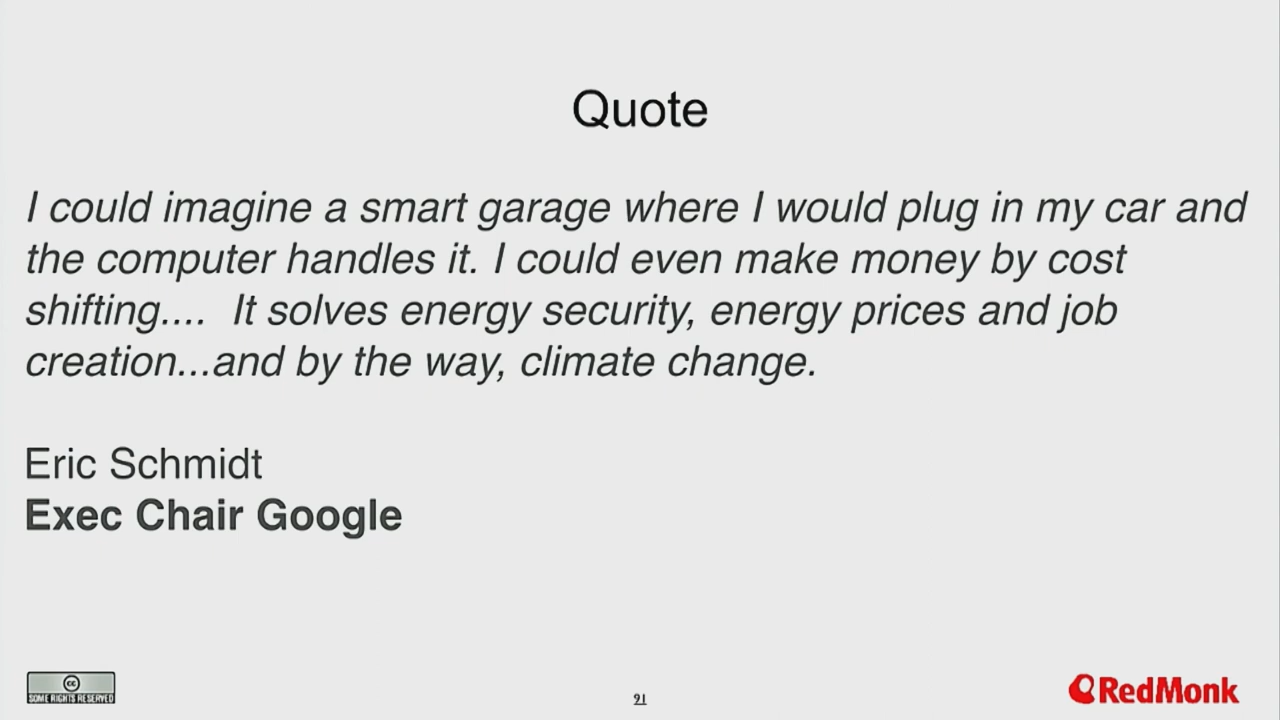 Quote
I could imagine a smart garage where I would plug in my car and
the computer handles it. I could even make money by cost
shifting.... It solves energy security, energy prices and job
creation...and by the way, climate change.
Eric Schmidt
Exec Chair Google
cc
SOME RIGHTS RESERVED
21
RedMonk